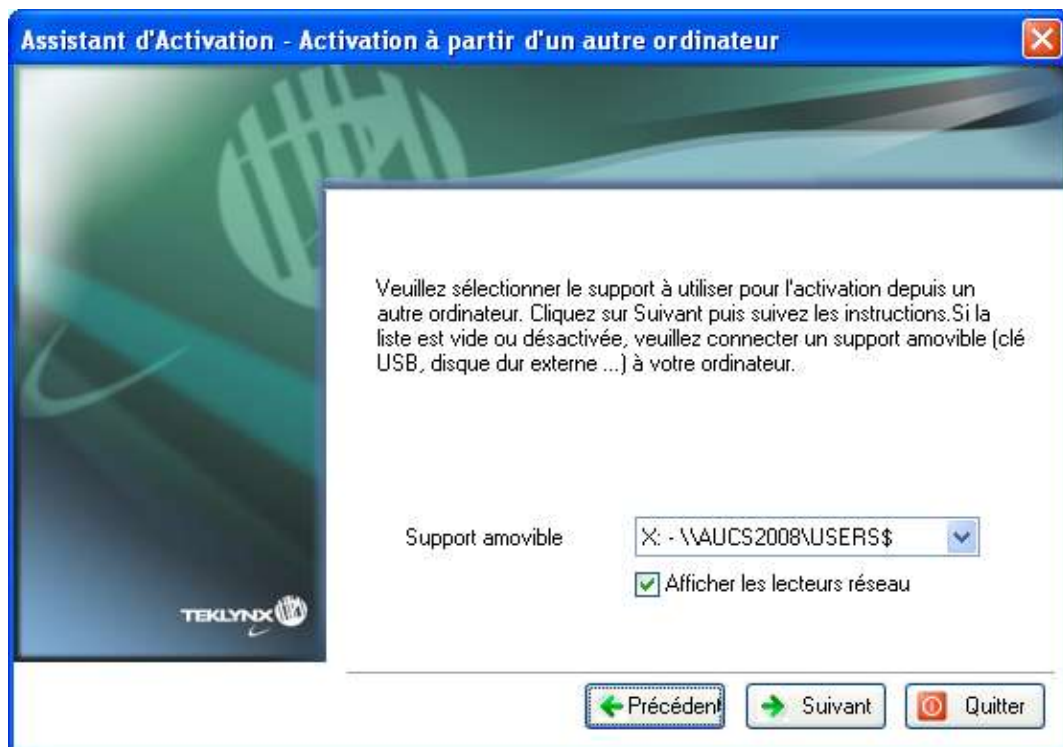 Assistant d'Activation - Activation à partir d'un autre ordinateur
Veuillez sélectionner le support à utiliser pour l'activation depuis un
autre ordinateur. Cliquez sur Suivant puis suivez les instructions.Si la
liste est vide ou désactivée, veuillez connecter un support amovible (clé
USB, disque dur externe ...) à votre ordinateur.
Support amovible
X: - \\AUCS2008\USERS$
Afficher les lecteurs réseau
TEKLYNX
Précédent
Suivant
Quitter